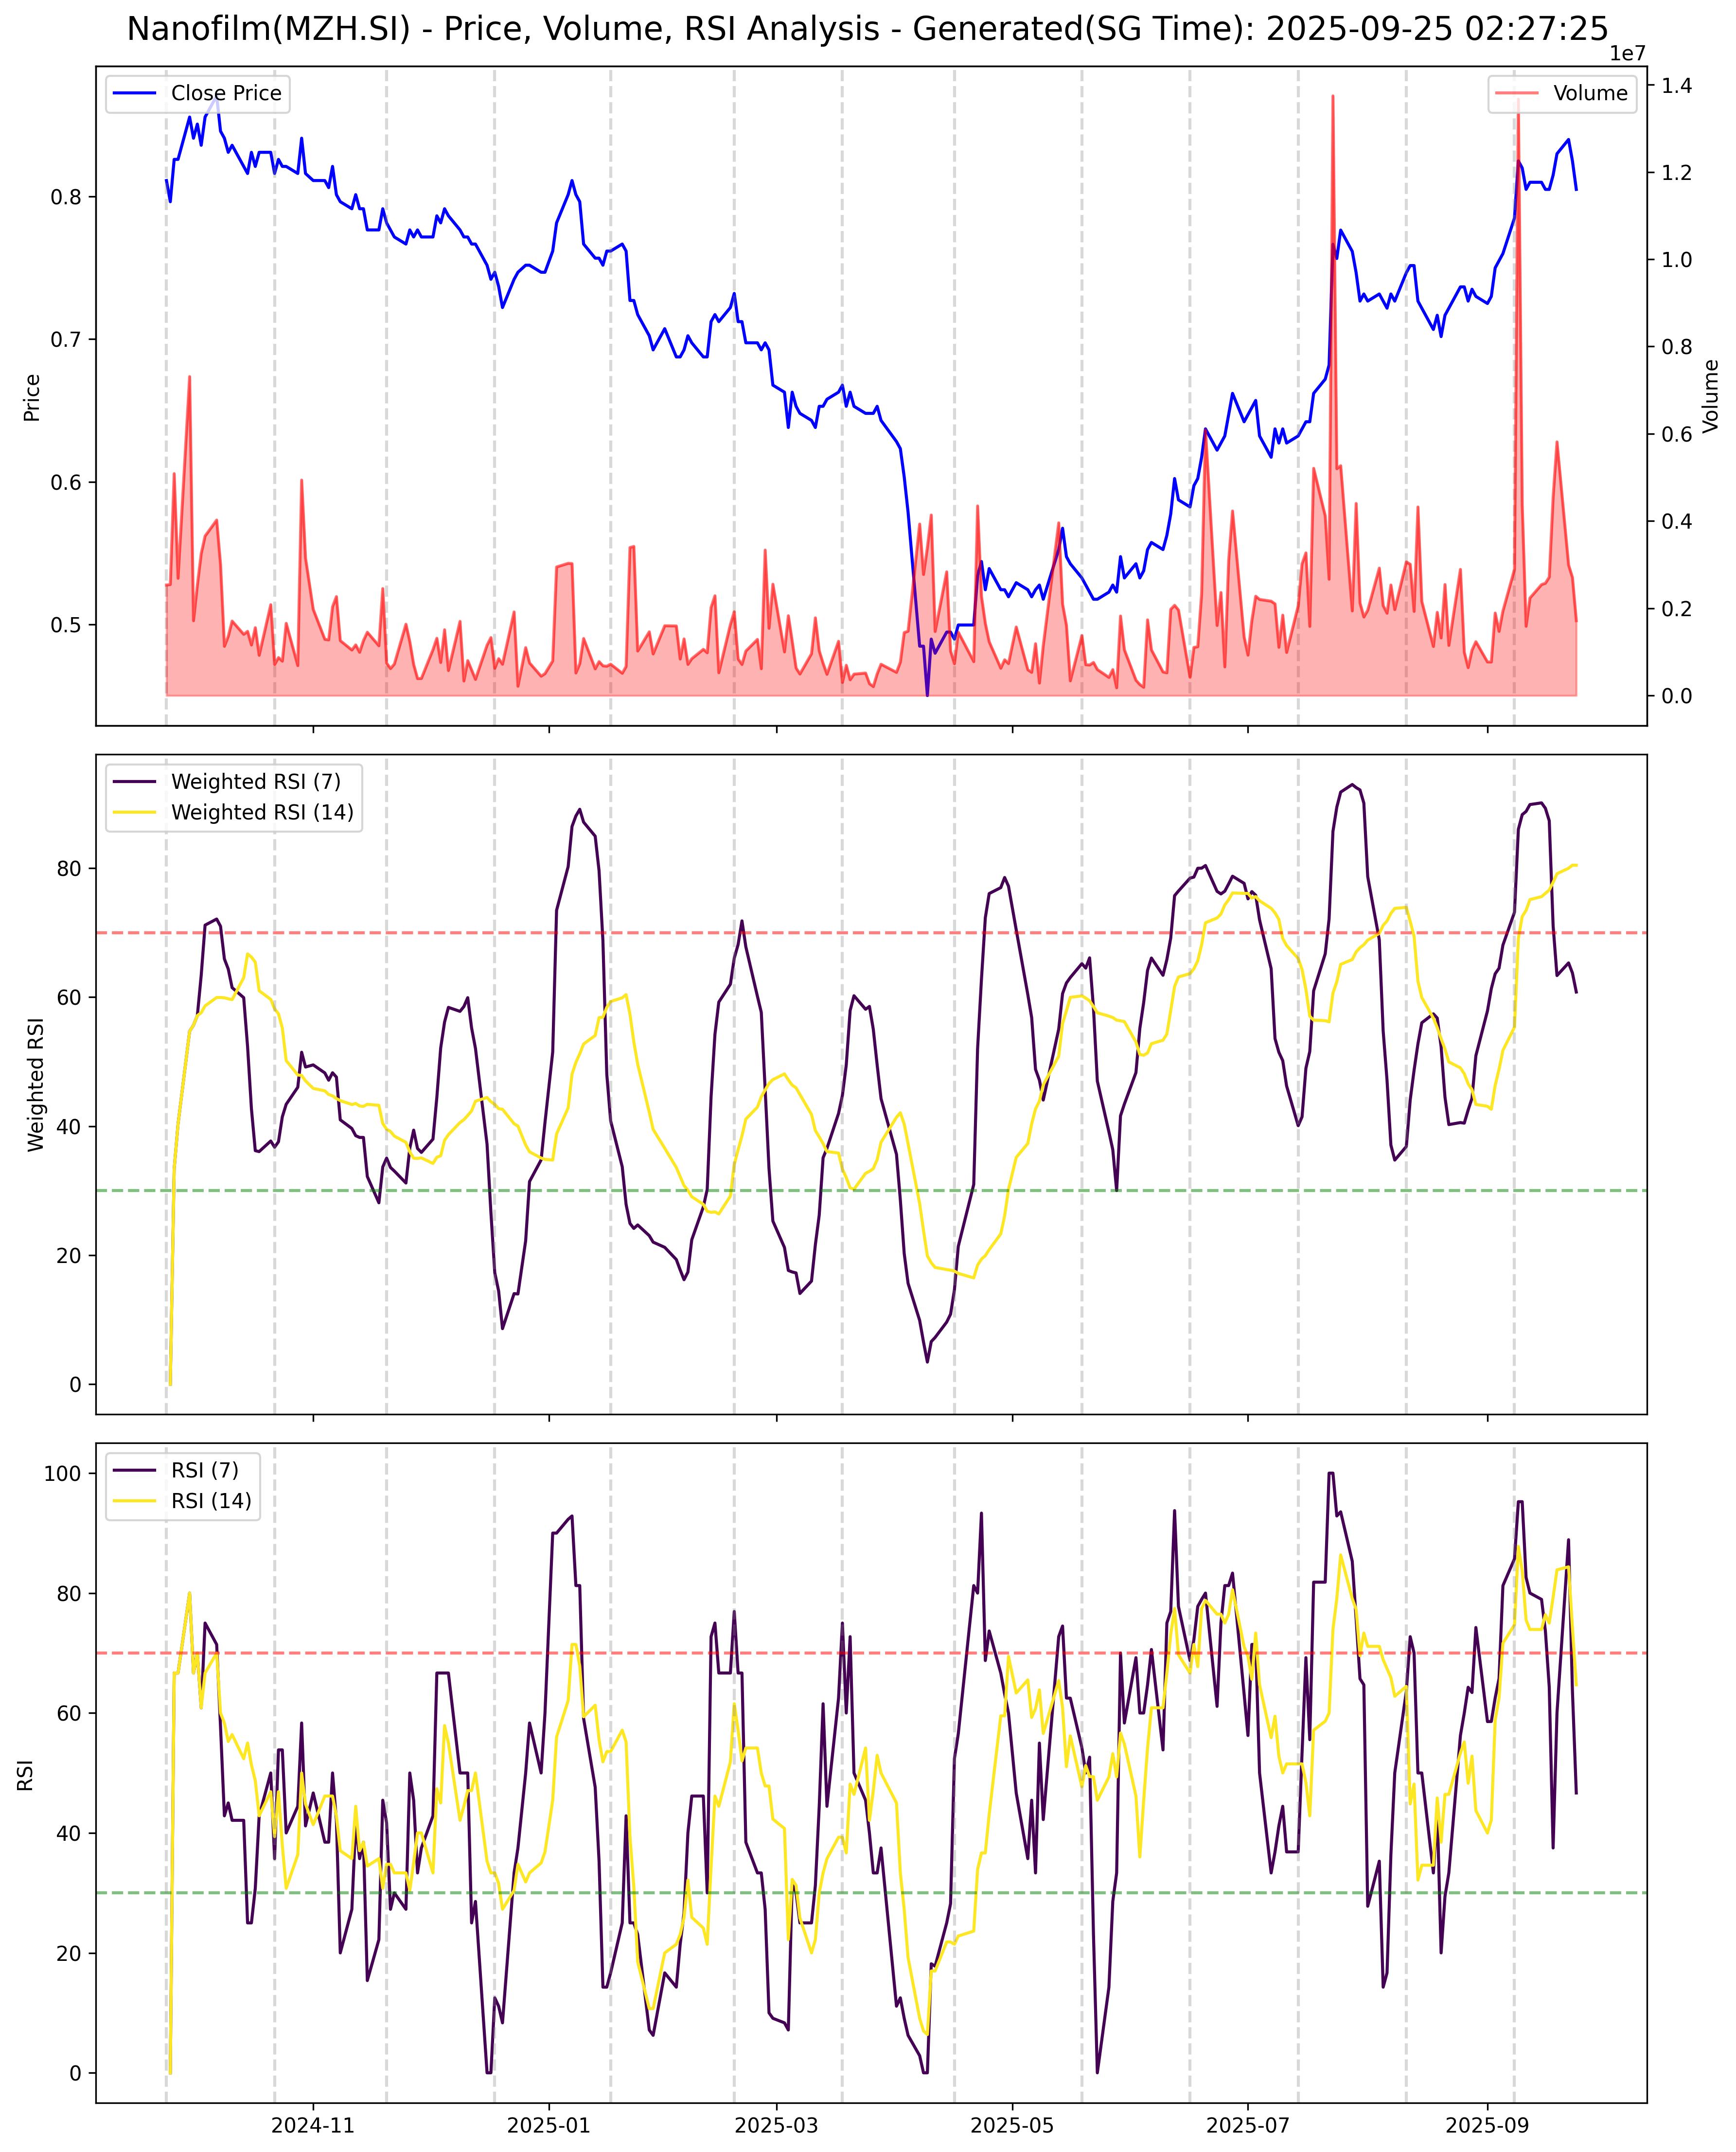 Nanofilm(MZH.SI) - Price, Volume, RSI Analysis - Generated(SG Time): 2025-09-25 02:27:25
1e7
Close Price
Volume
1.4
1.2
1.0
0.8
0.6
0.4
0.2
0.0
0.8
0.7
0.6
0.5
Price
Volume
Weighted RSI (7)
Weighted RSI (14)
80
60
40
20
0
Weighted RSI
RSI (7)
RSI (14)
100
80
60
40
20
0
RSI
2024-11
2025-01
2025-03
2025-05
2025-07
2025-09